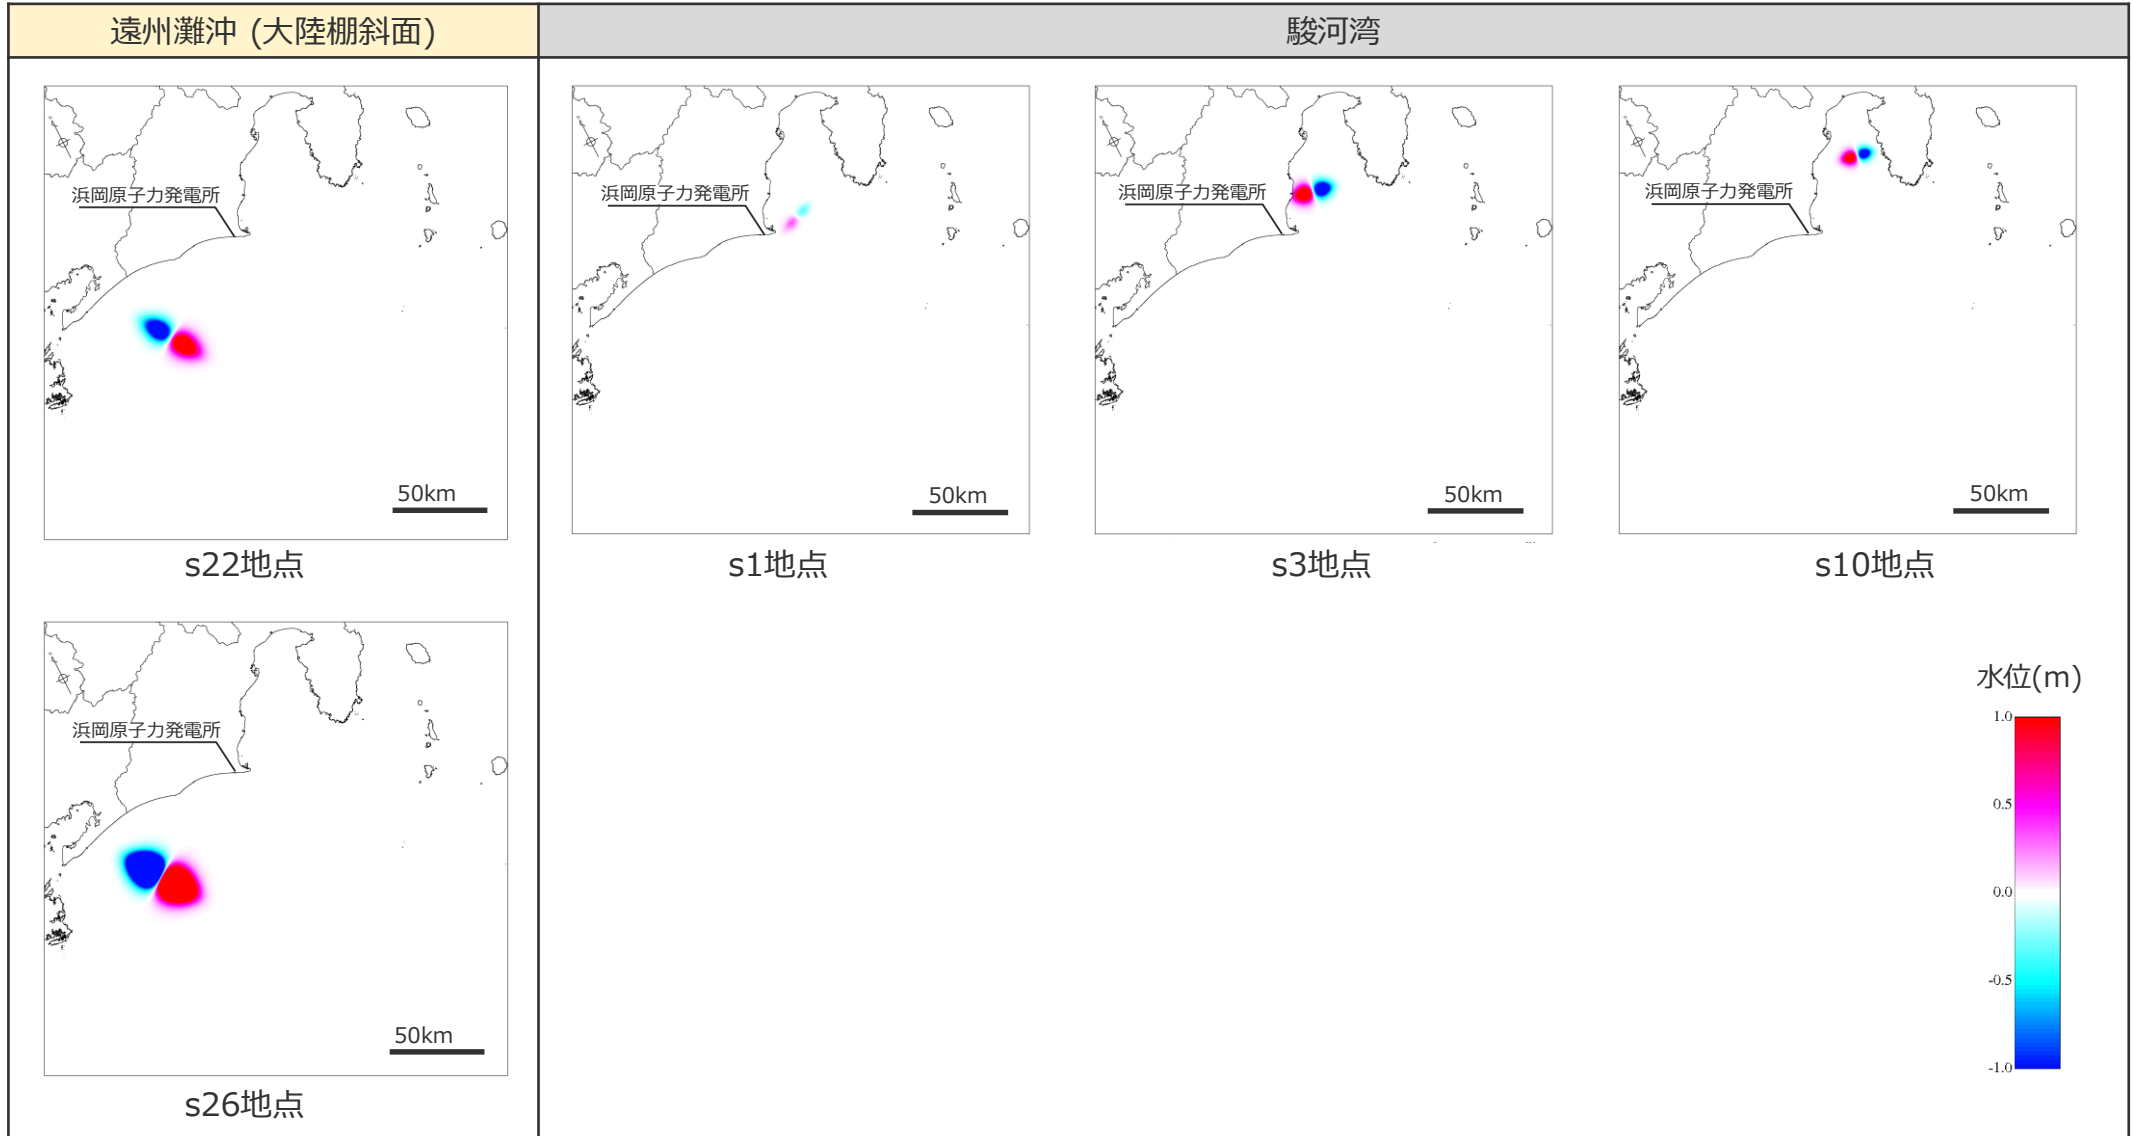 遠州灘沖 (大陸棚斜面)
駿河湾
浜岡原子力発電所
50km
s22地点
浜岡原子力発電所
50km
s1地点
浜岡原子力発電所
50km
s3地点
浜岡原子力発電所
50km
s10地点
浜岡原子力発電所
50km
s26地点
水位(m)
1.0
0.5
0.0
-0.5
-1.0